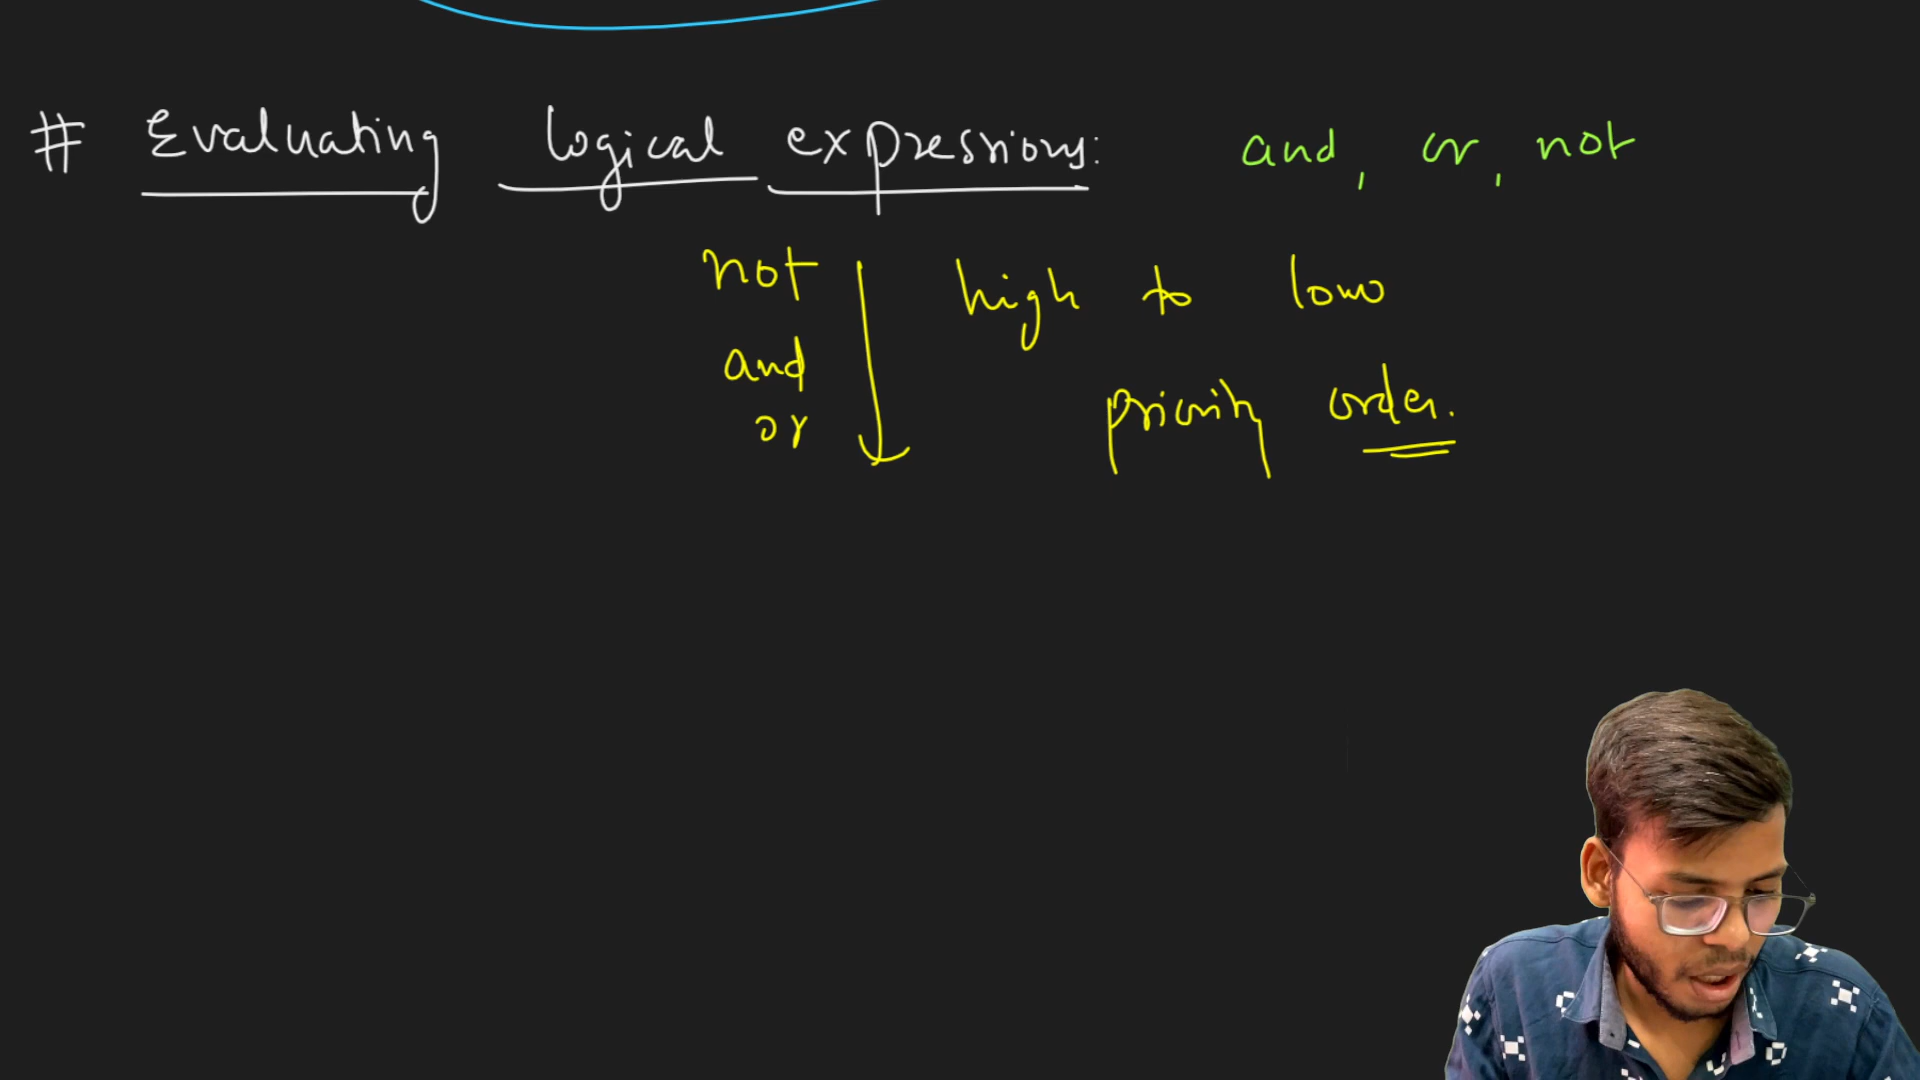 # Evaluating logical expressions: and, or, not
not high to low
and priority order.
or